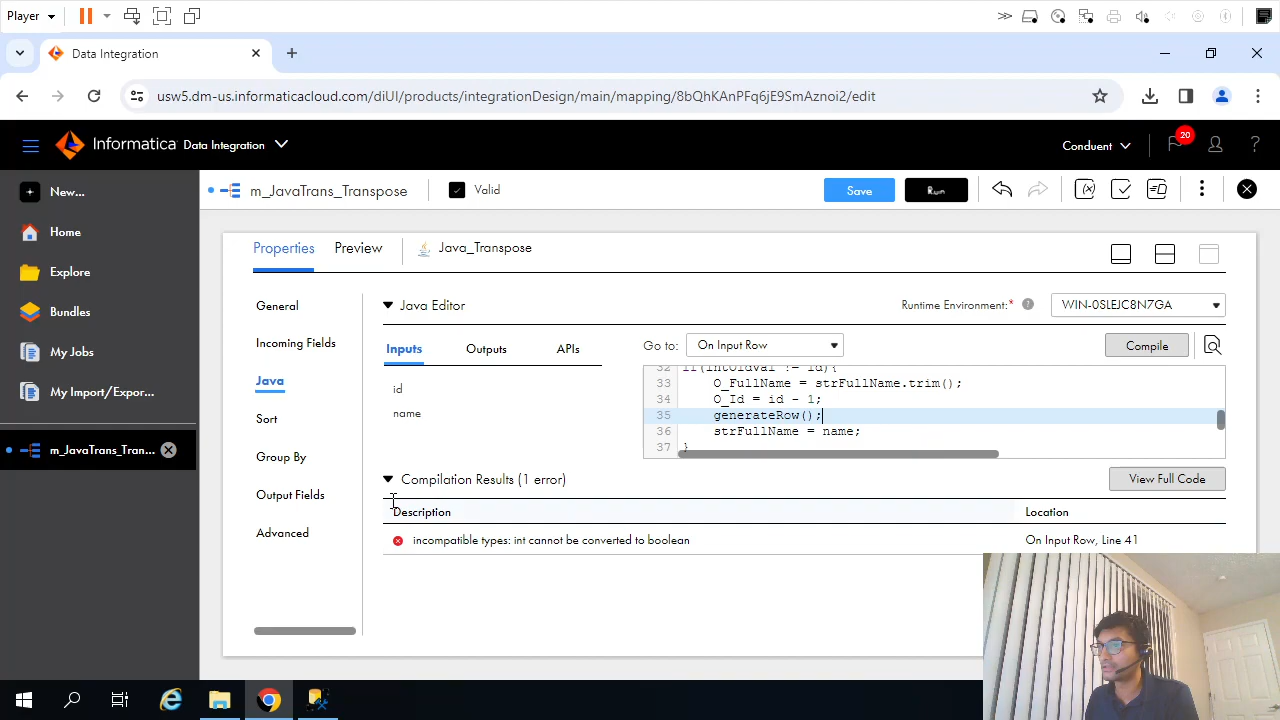 Player
Data Integration
usw5.dm-us.informaticacloud.com/diUI/products/integrationDesign/main/mapping/8bQhKAnPFq6jE9SmAznoi2/edit
Informatica Data Integration
Conduent
20
New...
m_JavaTrans_Transpose
Valid
Save
Run
Home
Explore
Bundles
My Jobs
My Import/Expor...
m_JavaTrans_Tran...
Properties
Preview
Java_Transpose
General
Incoming Fields
Java
Sort
Group By
Output Fields
Advanced
Java Editor
Runtime Environment:*
WIN-0SLEJC8N7GA
Inputs
Outputs
APIs
Go to:
On Input Row
Compile
id
name
32 if(intOldVal != id){
33 O_FullName = strFullName.trim();
34 O_Id = id - 1;
35 generateRow();
36 strFullName = name;
37 }
Compilation Results (1 error)
View Full Code
Description
Location
incompatible types: int cannot be converted to boolean
On Input Row, Line 41